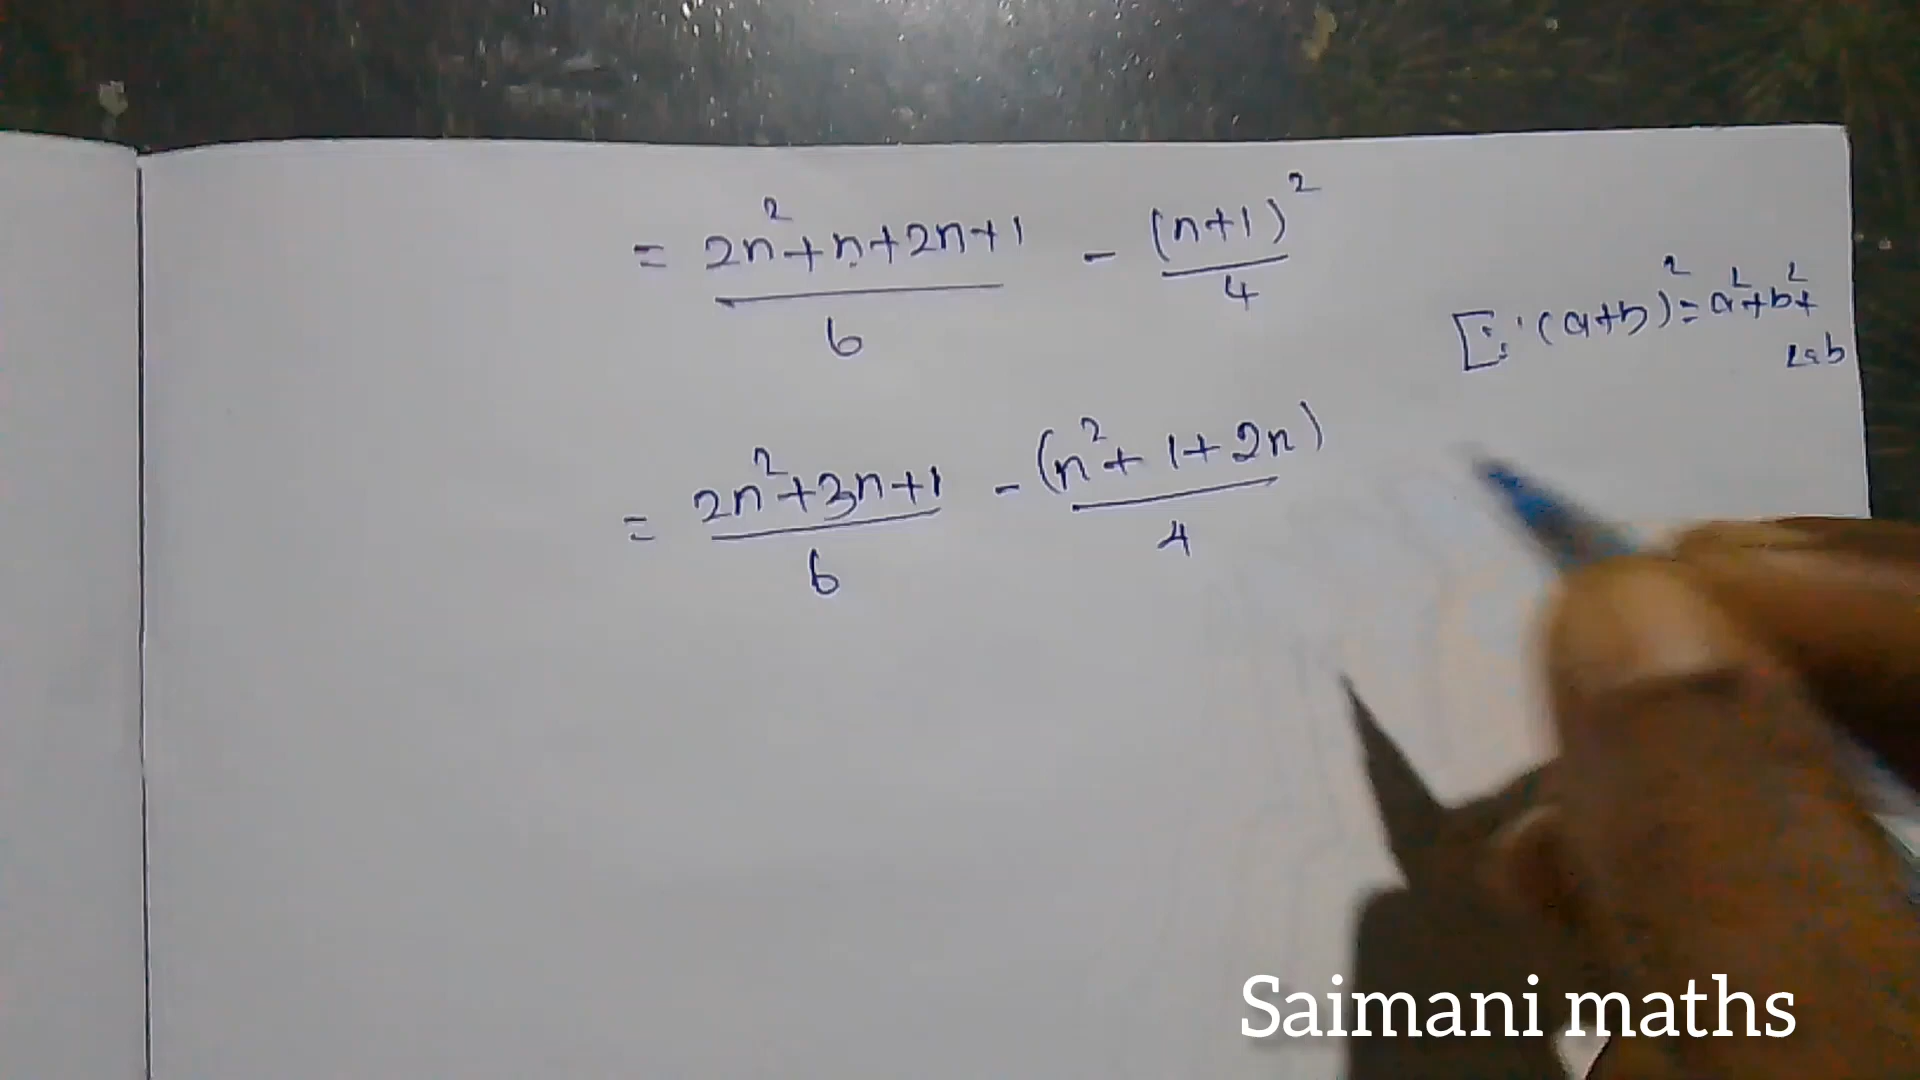 = 2n²+n+2n+1 / 6 - (n+1)² / 4
[∵ (a+b)² = a²+b²+
2ab
= 2n²+3n+1 / 6 - (n²+1+2n) / 4
Saimani maths